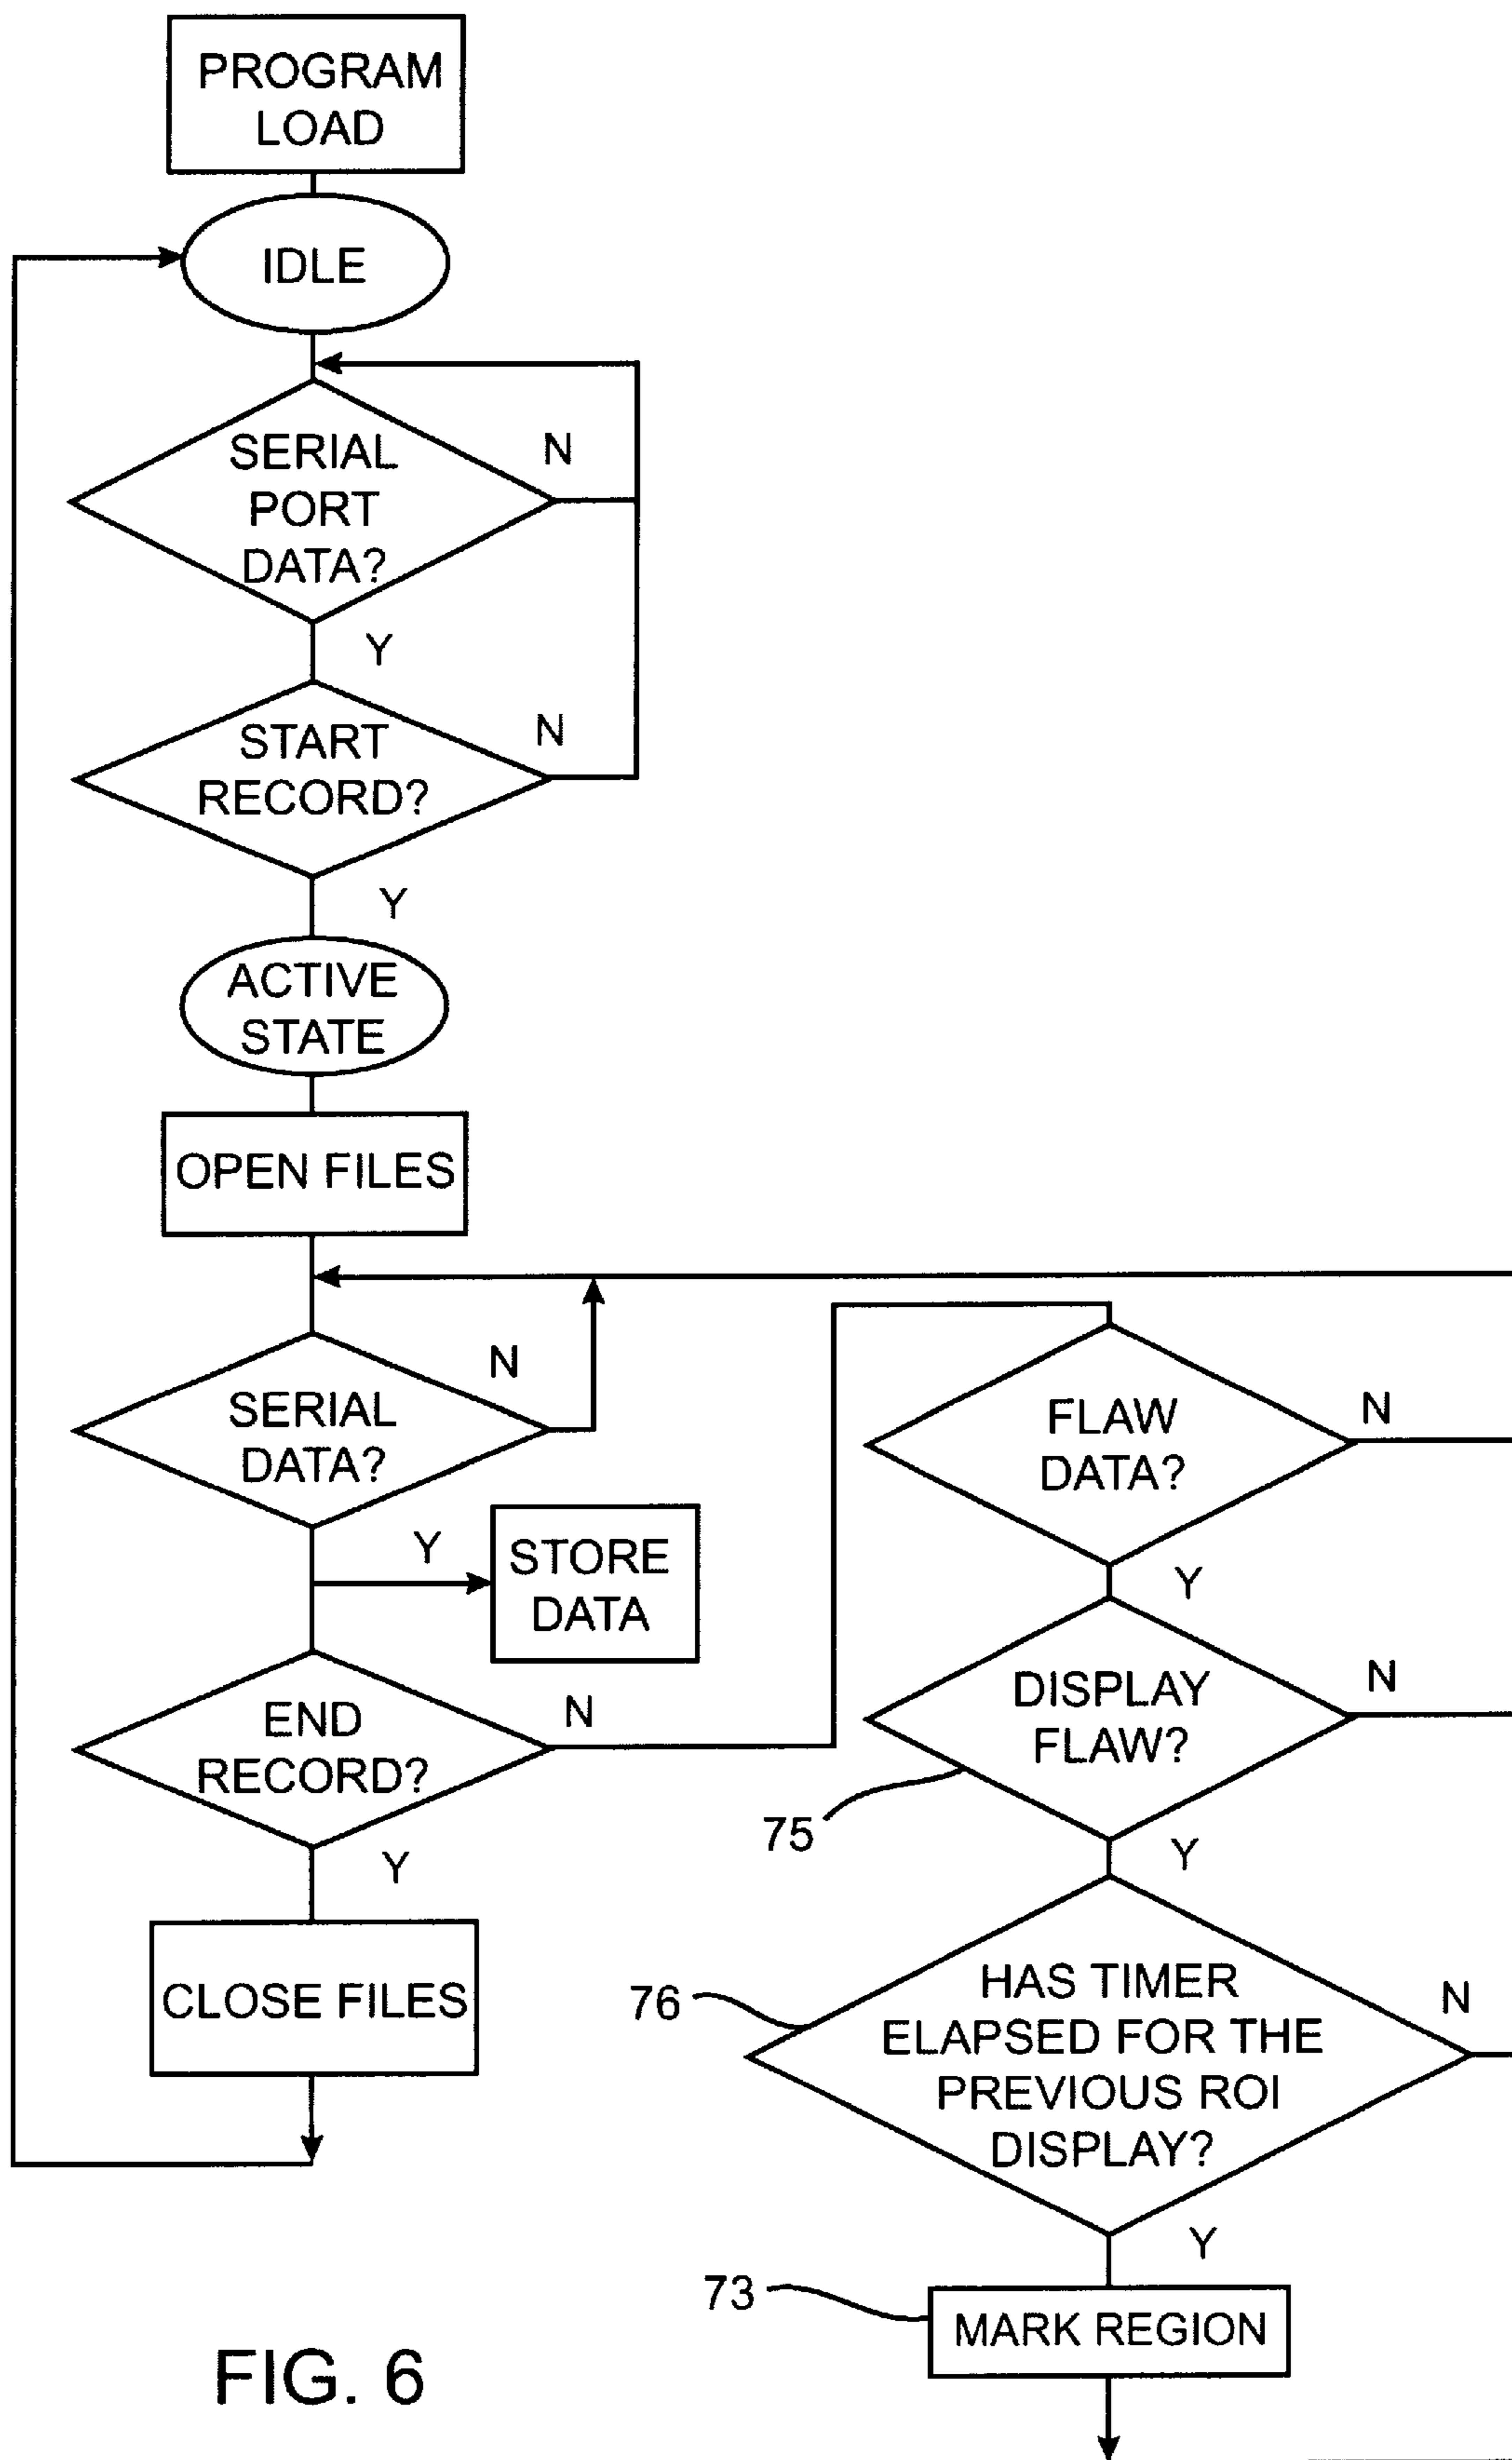 PROGRAM
LOAD
IDLE
SERIAL
PORT
DATA?
N
Y
START
RECORD?
N
Y
ACTIVE
STATE
OPEN FILES
SERIAL
DATA?
N
Y
STORE
DATA
END
RECORD?
N
Y
CLOSE FILES
FLAW
DATA?
N
Y
DISPLAY
FLAW?
N
75
Y
HAS TIMER
ELAPSED FOR THE
PREVIOUS ROI
DISPLAY?
76
N
Y
73
MARK REGION
FIG. 6